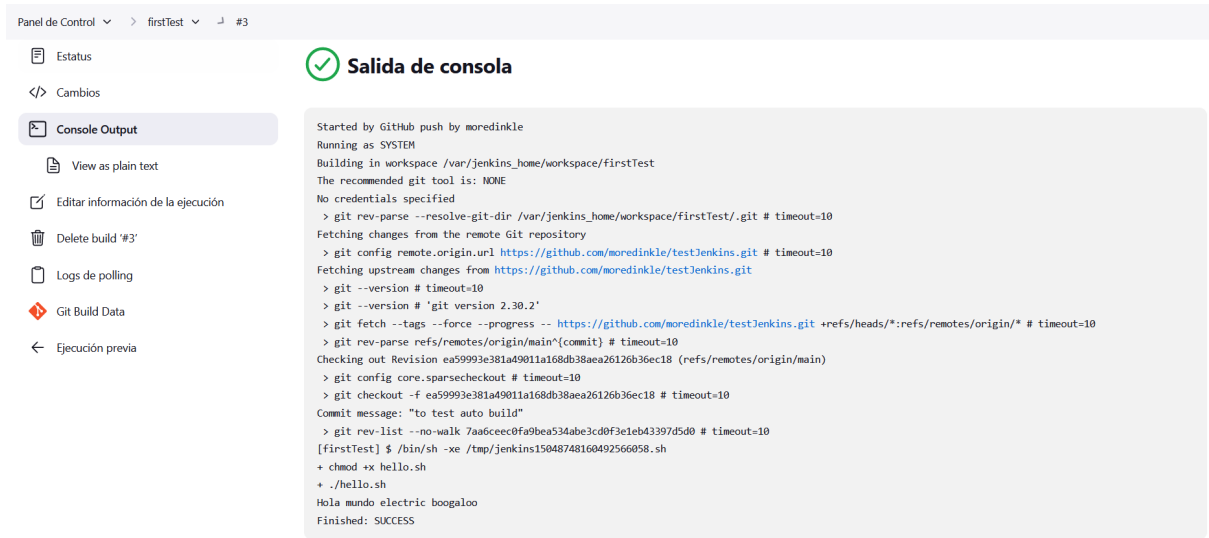 Panel de Control
firstTest
#3
Estatus
Cambios
Console Output
View as plain text
Editar información de la ejecución
Delete build ‘#3’
Logs de polling
Git Build Data
Ejecución previa
Salida de consola
Started by GitHub push by moredinkle
Running as SYSTEM
Building in workspace /var/jenkins_home/workspace/firstTest
The recommended git tool is: NONE
No credentials specified
 > git rev-parse --resolve-git-dir /var/jenkins_home/workspace/firstTest/.git # timeout=10
Fetching changes from the remote Git repository
 > git config remote.origin.url https://github.com/moredinkle/testJenkins.git # timeout=10
Fetching upstream changes from https://github.com/moredinkle/testJenkins.git
 > git --version # timeout=10
 > git --version # 'git version 2.30.2'
 > git fetch --tags --force --progress -- https://github.com/moredinkle/testJenkins.git +refs/heads/*:refs/remotes/origin/* # timeout=10
 > git rev-parse refs/remotes/origin/main^{commit} # timeout=10
Checking out Revision ea59993e381a49011a168db38aea26126b36ec18 (refs/remotes/origin/main)
 > git config core.sparsecheckout # timeout=10
 > git checkout -f ea59993e381a49011a168db38aea26126b36ec18 # timeout=10
Commit message: "to test auto build"
 > git rev-list --no-walk 7aa6ceec0fa9bea534abe3cd0f3e1eb43397d5d0 # timeout=10
[firstTest] $ /bin/sh -xe /tmp/jenkins15048748160492566058.sh
+ chmod +x hello.sh
+ ./hello.sh
Hola mundo electric boogaloo
Finished: SUCCESS